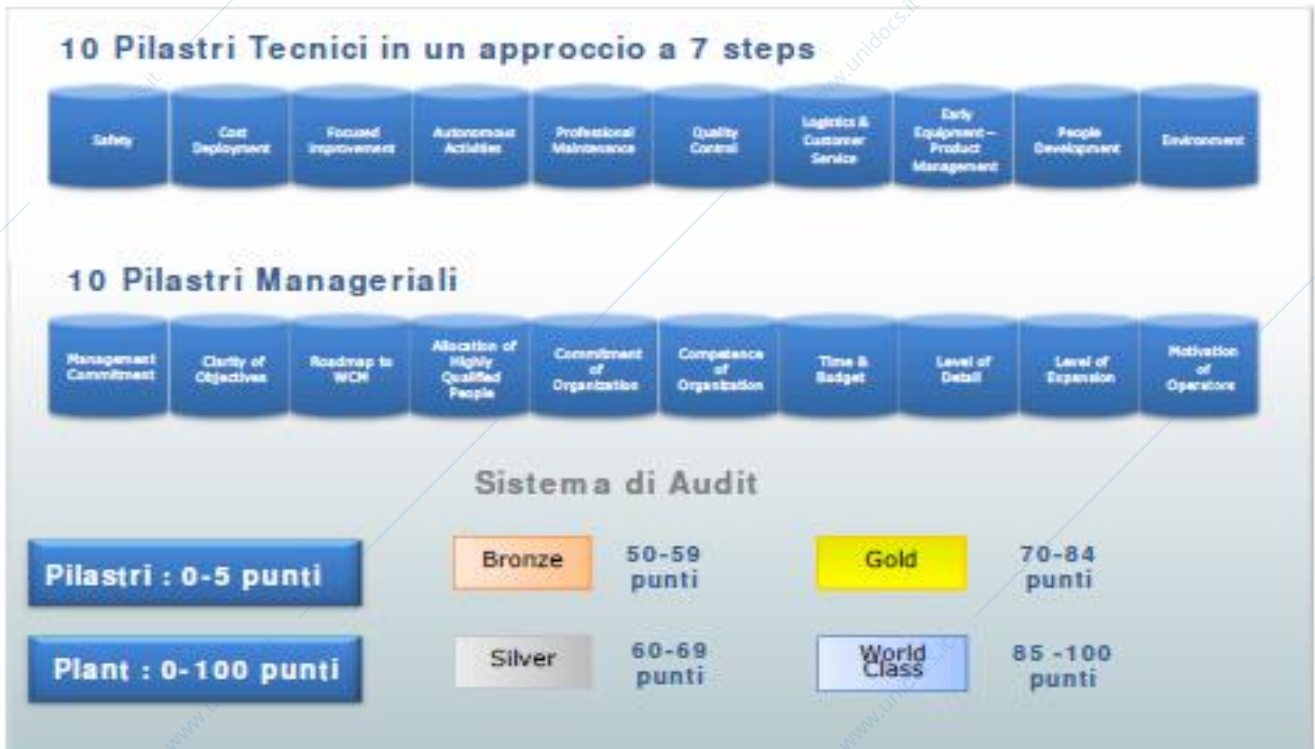 10 Pilastri Tecnici in un approccio a 7 steps
Safety
Cost
Deployment
Focused
Improvement
Autonomous
Activities
Professional
Maintenance
Quality
Control
Logistics &
Customer
Service
Early
Equipment –
Product
Management
People
Development
Environment
10 Pilastri Manageriali
Management
Commitment
Clarity of
Objectives
Roadmap to
WCM
Allocation of
Highly
Qualified
People
Commitment
of
Organization
Competence
of
Organization
Time &
Budget
Level of
Detail
Level of
Expansion
Motivation
of
Operators
Sistema di Audit
Pilastri : 0-5 punti
Bronze
50-59
punti
Gold
70-84
punti
Plant : 0-100 punti
Silver
60-69
punti
World
Class
85 -100
punti
www.unidocs.it